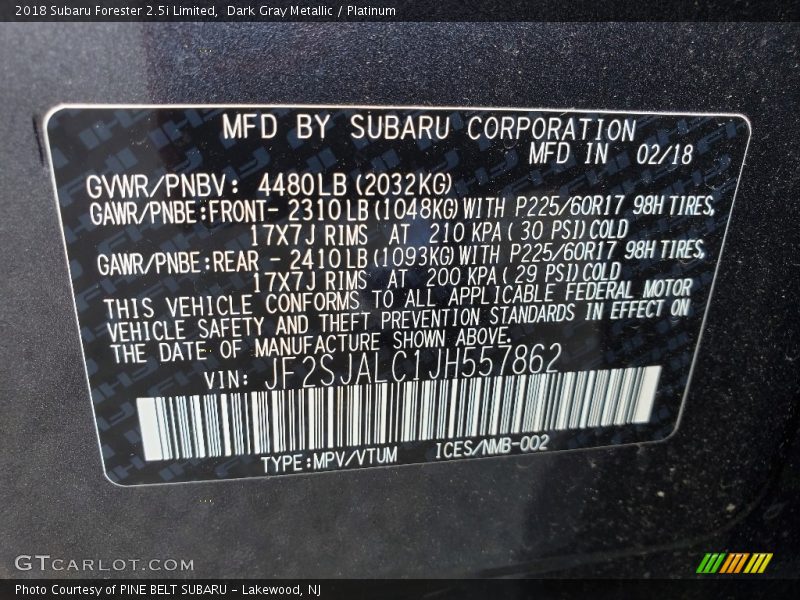 2018 Subaru Forester 2.5i Limited,  Dark Gray Metallic / Platinum
MFD BY SUBARU CORPORATION
MFD IN 02/18
GVWR/PNBV: 4480LB (2032KG)
GAWR/PNBE:FRONT- 2310LB (1048KG) WITH P225/60R17 98H TIRES,
17X7J RIMS AT 210 KPA ( 30 PSI) COLD
GAWR/PNBE:REAR - 2410LB (1093KG) WITH P225/60R17 98H TIRES,
17X7J RIMS AT 200 KPA ( 29 PSI) COLD
THIS VEHICLE CONFORMS TO ALL APPLICABLE FEDERAL MOTOR
VEHICLE SAFETY AND THEFT PREVENTION STANDARDS IN EFFECT ON
THE DATE OF MANUFACTURE SHOWN ABOVE.
VIN: JF2SJALC1JH557862
TYPE:MPV/VTUM ICES/NMB-002
GTCARLOT.COM
Photo Courtesy of PINE BELT SUBARU - Lakewood, NJ